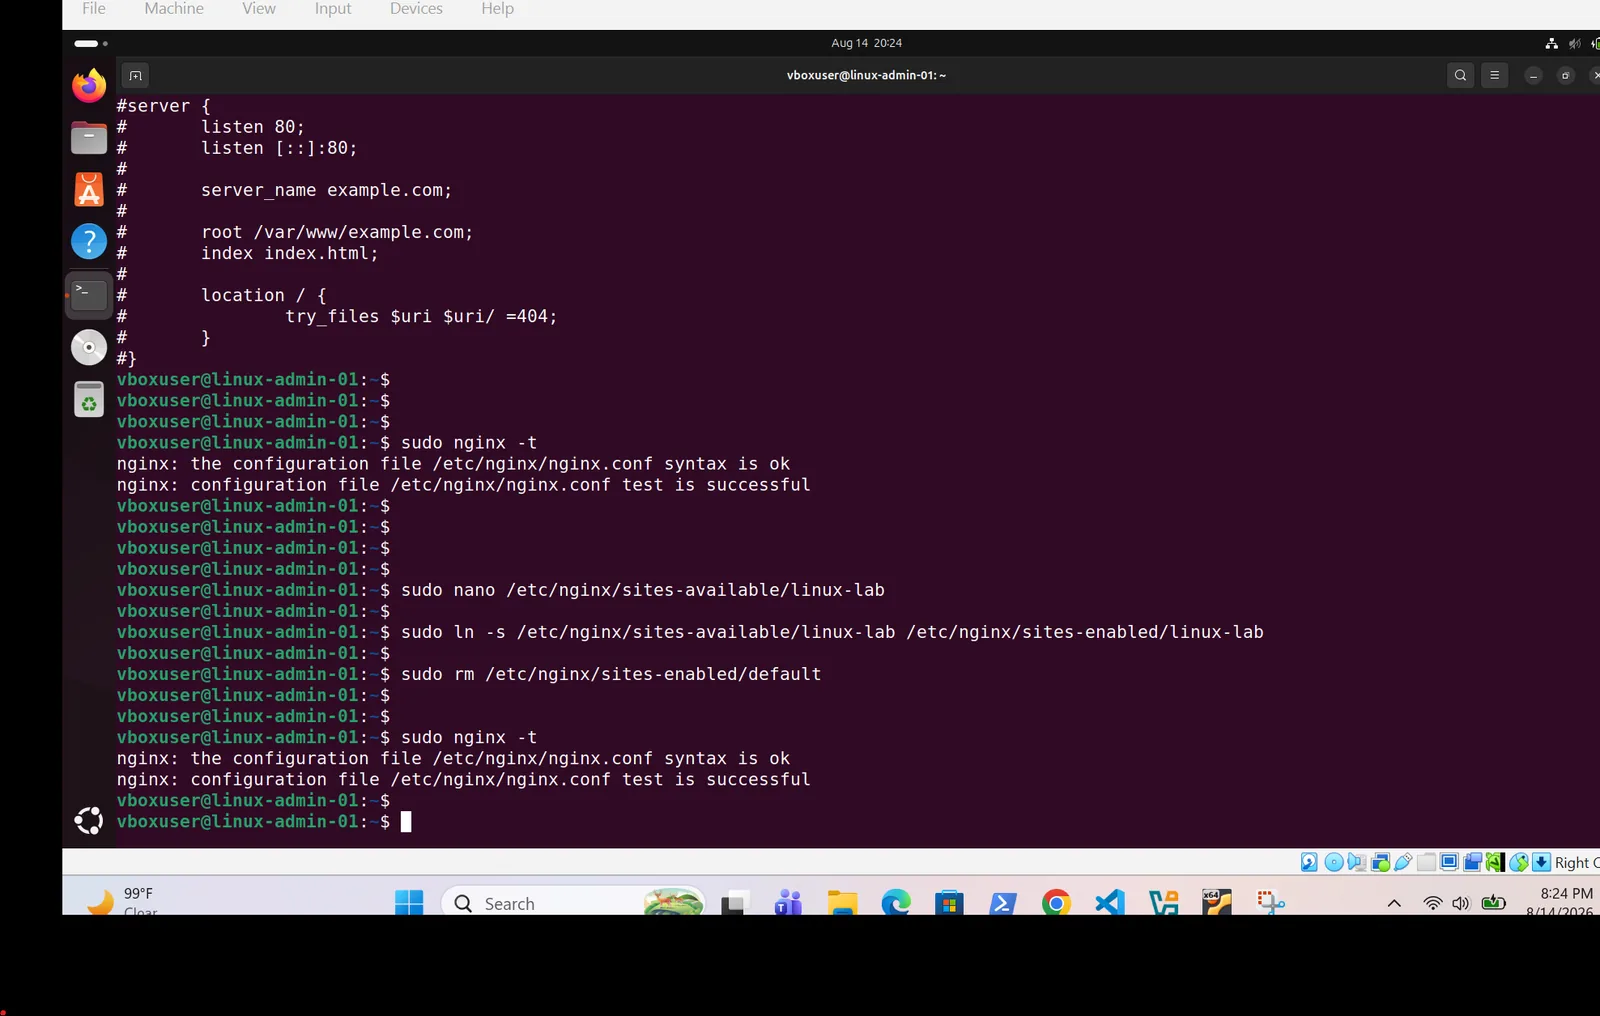 File Machine View Input Devices Help
Aug 14 20:24
vboxuser@linux-admin-01: ~
#server {
#       listen 80;
#       listen [::]:80;
#
#       server_name example.com;
#
#       root /var/www/example.com;
#       index index.html;
#
#       location / {
#               try_files $uri $uri/ =404;
#       }
#}
vboxuser@linux-admin-01:~$
vboxuser@linux-admin-01:~$
vboxuser@linux-admin-01:~$
vboxuser@linux-admin-01:~$ sudo nginx -t
nginx: the configuration file /etc/nginx/nginx.conf syntax is ok
nginx: configuration file /etc/nginx/nginx.conf test is successful
vboxuser@linux-admin-01:~$
vboxuser@linux-admin-01:~$
vboxuser@linux-admin-01:~$
vboxuser@linux-admin-01:~$
vboxuser@linux-admin-01:~$ sudo nano /etc/nginx/sites-available/linux-lab
vboxuser@linux-admin-01:~$
vboxuser@linux-admin-01:~$ sudo ln -s /etc/nginx/sites-available/linux-lab /etc/nginx/sites-enabled/linux-lab
vboxuser@linux-admin-01:~$
vboxuser@linux-admin-01:~$ sudo rm /etc/nginx/sites-enabled/default
vboxuser@linux-admin-01:~$
vboxuser@linux-admin-01:~$
vboxuser@linux-admin-01:~$ sudo nginx -t
nginx: the configuration file /etc/nginx/nginx.conf syntax is ok
nginx: configuration file /etc/nginx/nginx.conf test is successful
vboxuser@linux-admin-01:~$
vboxuser@linux-admin-01:~$
Right C
99°F
Clear
Search
x64
8:24 PM
8/14/2026